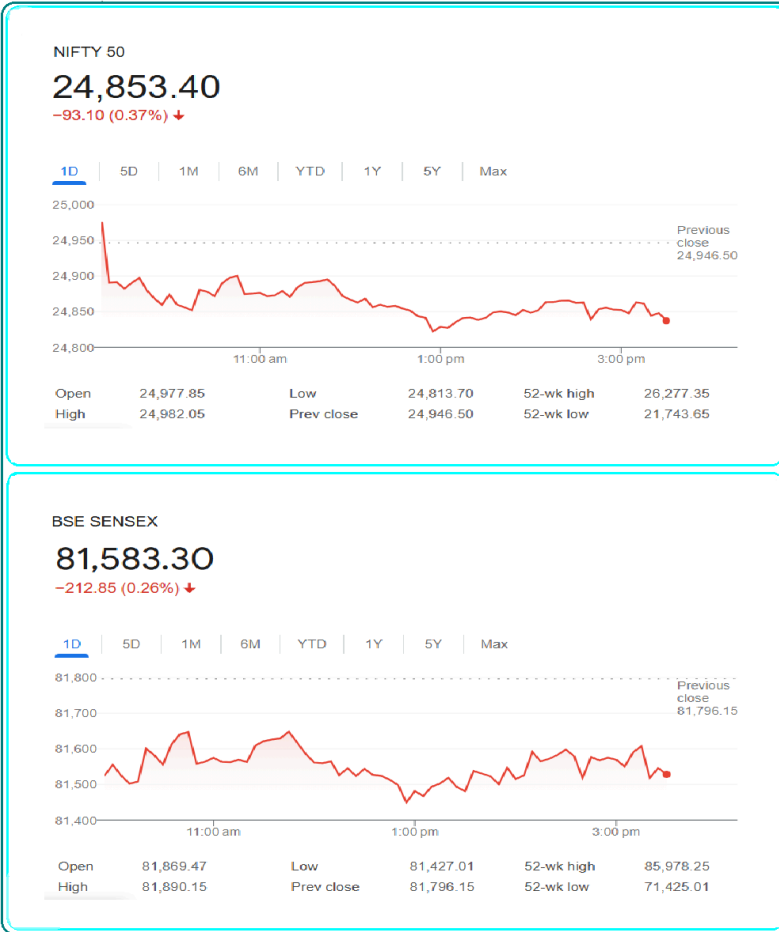 NIFTY 50
24,853.40
−93.10 (0.37%) ↓
1D 5D 1M 6M YTD 1Y 5Y Max
25,000
24,950
24,900
24,850
24,800
Previous
close
24,946.50
11:00 am 1:00 pm 3:00 pm
Open 24,977.85 Low 24,813.70 52-wk high 26,277.35
High 24,982.05 Prev close 24,946.50 52-wk low 21,743.65
BSE SENSEX
81,583.30
−212.85 (0.26%) ↓
1D 5D 1M 6M YTD 1Y 5Y Max
81,800
81,700
81,600
81,500
81,400
Previous
close
81,796.15
11:00 am 1:00 pm 3:00 pm
Open 81,869.47 Low 81,427.01 52-wk high 85,978.25
High 81,890.15 Prev close 81,796.15 52-wk low 71,425.01